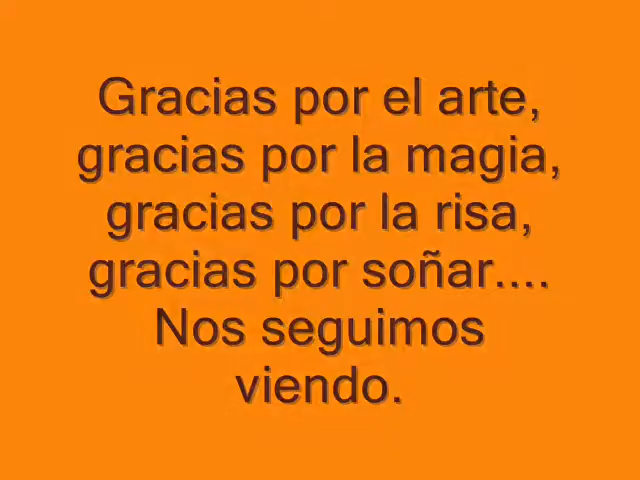 Gracias por el arte,
gracias por la magia,
gracias por la risa,
gracias por soñar....
Nos seguimos
viendo.